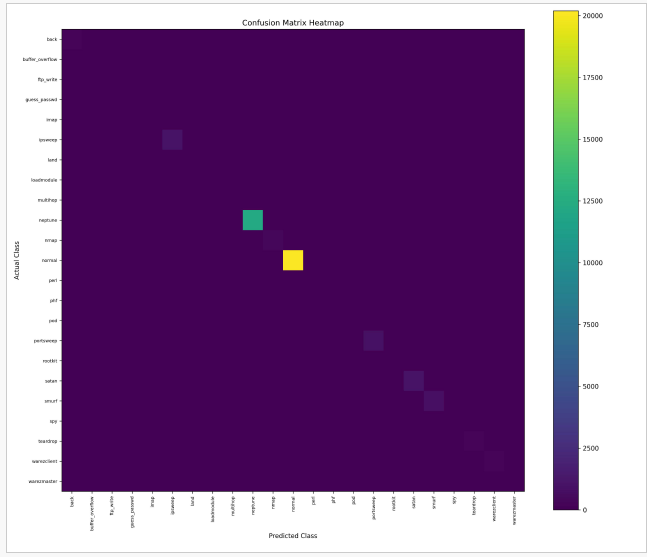 Confusion Matrix Heatmap
Actual Class
back
buffer_overflow
ftp_write
guess_passwd
imap
ipsweep
land
loadmodule
multihop
neptune
nmap
normal
perl
phf
pod
portsweep
rootkit
satan
smurf
spy
teardrop
warezclient
warezmaster
back
buffer_overflow
ftp_write
guess_passwd
imap
ipsweep
land
loadmodule
multihop
neptune
nmap
normal
perl
phf
pod
portsweep
rootkit
satan
smurf
spy
teardrop
warezclient
warezmaster
Predicted Class
20000
17500
15000
12500
10000
7500
5000
2500
0